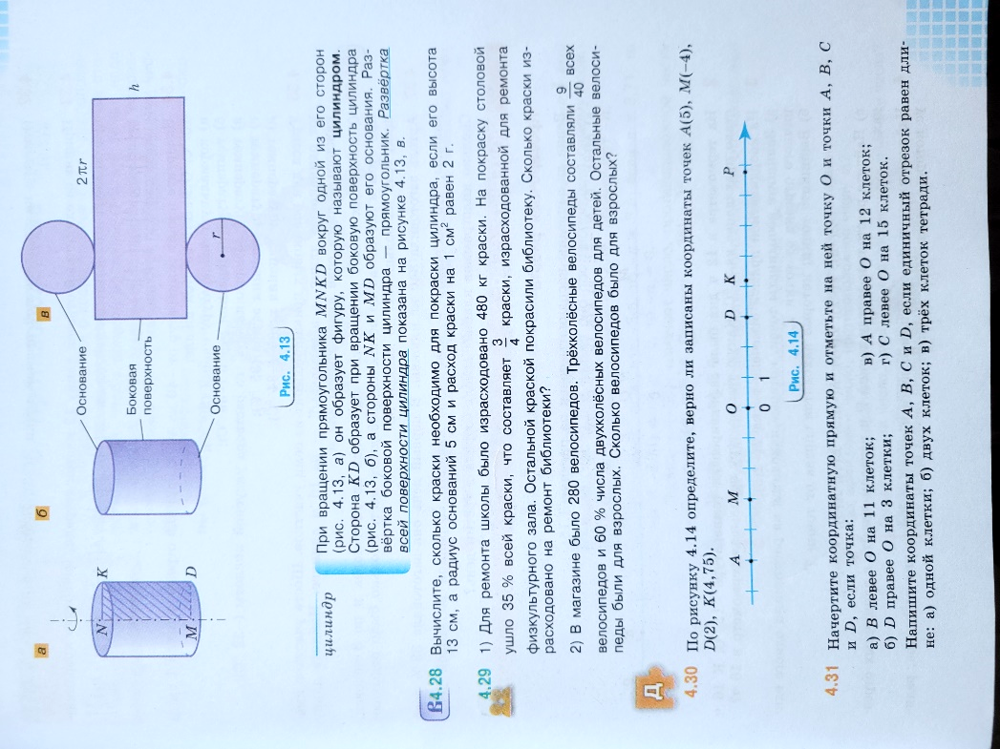 а
б
в
N
K
M
D
Основание
Боковая
поверхность
Основание
2πr
h
r
Рис. 4.13
цилиндр
При вращении прямоугольника MNKD вокруг одной из его сторон
(рис. 4.13, а) он образует фигуру, которую называют цилиндром.
Сторона KD образует при вращении боковую поверхность цилиндра
(рис. 4.13, б), а стороны NK и MD образуют его основания. Раз-
вёртка боковой поверхности цилиндра — прямоугольник. Развёртка
всей поверхности цилиндра показана на рисунке 4.13, в.
В4.28 Вычислите, сколько краски необходимо для покраски цилиндра, если его высота
13 см, а радиус оснований 5 см и расход краски на 1 см² равен 2 г.
4.29 1) Для ремонта школы было израсходовано 480 кг краски. На покраску столовой
ушло 35 % всей краски, что составляет 3/4 краски, израсходованной для ремонта
физкультурного зала. Остальной краской покрасили библиотеку. Сколько краски из-
расходовано на ремонт библиотеки?
2) В магазине было 280 велосипедов. Трёхколёсные велосипеды составляли 9/40 всех
велосипедов и 60 % числа двухколёсных велосипедов для детей. Остальные велоси-
педы были для взрослых. Сколько велосипедов было для взрослых?
Д
4.30 По рисунку 4.14 определите, верно ли записаны координаты точек A(5), M(−4),
D(2), K(4,75).
A M O D K P
0 1
Рис. 4.14
4.31 Начертите координатную прямую и отметьте на ней точку O и точки A, B, C
и D, если точка:
а) B левее O на 11 клеток; в) A правее O на 12 клеток;
б) D правее O на 3 клетки; г) C левее O на 15 клеток.
Напишите координаты точек A, B, C и D, если единичный отрезок равен дли-
не: а) одной клетки; б) двух клеток; в) трёх клеток тетради.